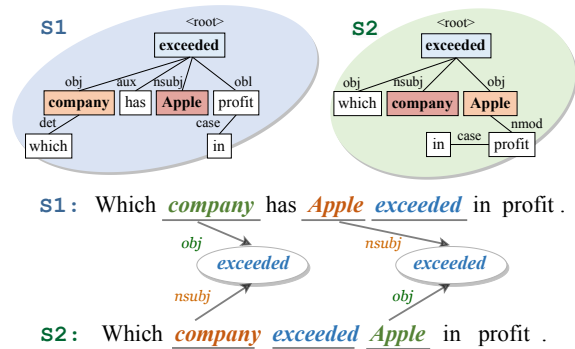 S1
<root>
exceeded
obj aux nsubj obl
company has Apple profit
det case
which in
S2
<root>
exceeded
obj nsubj obj
which company Apple
nmod
in case profit
S1: Which company has Apple exceeded in profit .
obj nsubj
exceeded exceeded
nsubj obj
S2: Which company exceeded Apple in profit .